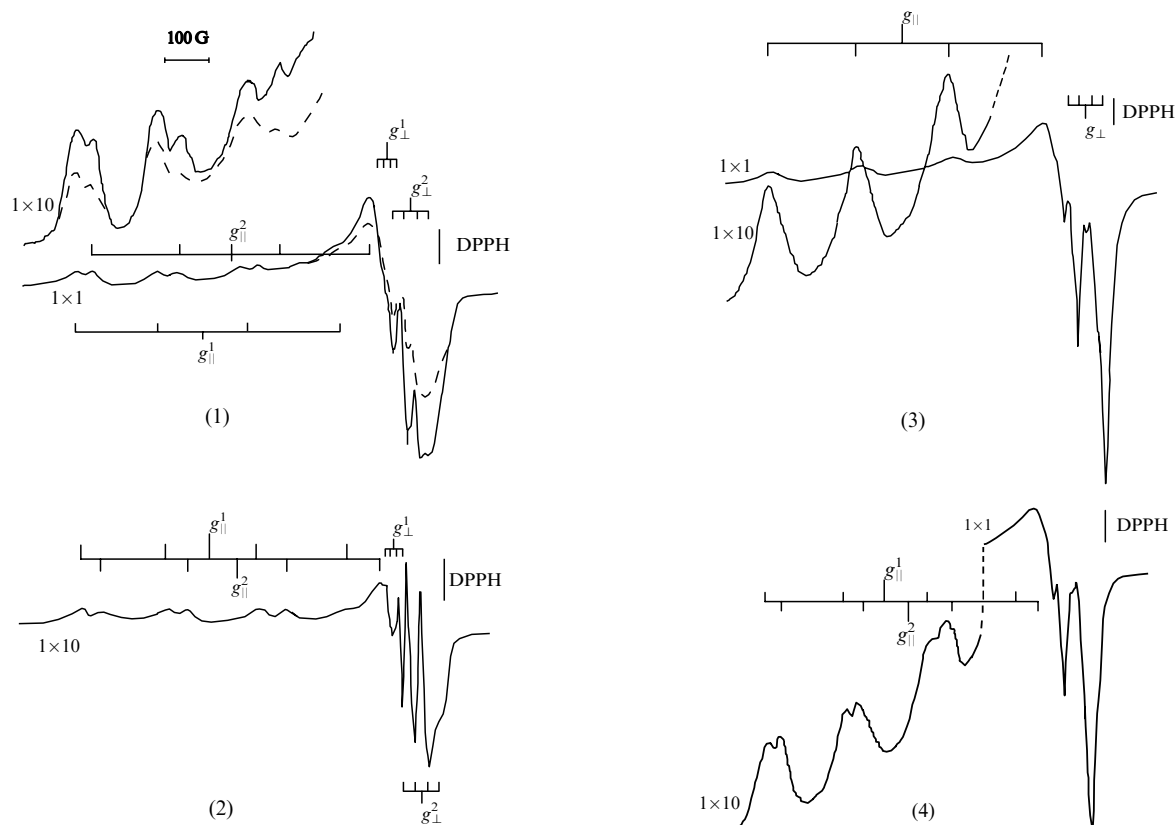 100 G
1×10
g⊥¹
g⊥²
DPPH
g||²
1×1
g||¹
(1)
g||
g⊥
DPPH
1×1
1×10
(3)
g||¹
g⊥¹
g||²
DPPH
1×10
g⊥²
(2)
1×1
DPPH
g||¹
g||²
1×10
(4)